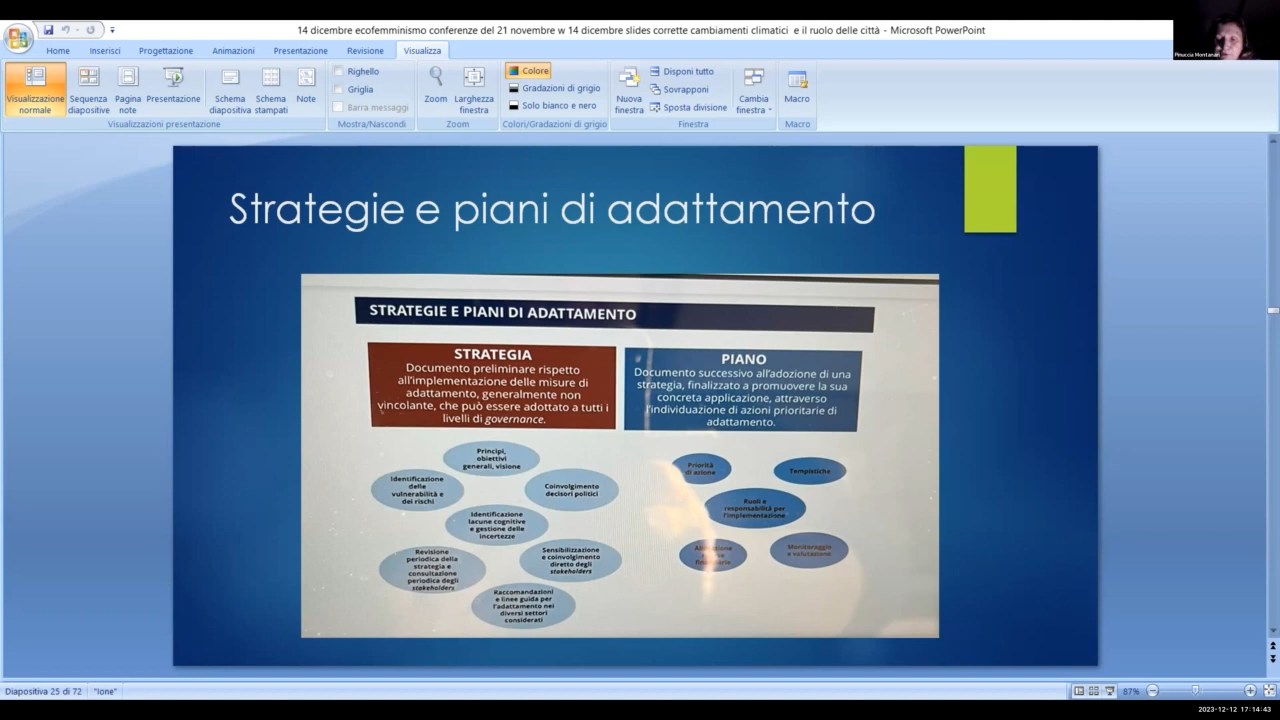 14 dicembre ecofemminismo conferenze del 21 novembre w 14 dicembre slides corrette cambiamenti climatici e il ruolo delle città - Microsoft PowerPoint
Pinuccia Montanari
Home Inserisci Progettazione Animazioni Presentazione Revisione Visualizza
Visualizzazione normale
Sequenza diapositive
Pagina note
Presentazione
Schema diapositiva
Schema stampati
Note
Visualizzazioni presentazione
Righello
Griglia
Barra messaggi
Mostra/Nascondi
Zoom
Larghezza finestra
Zoom
Colore
Gradazioni di grigio
Solo bianco e nero
Colori/Gradazioni di grigio
Nuova finestra
Disponi tutto
Sovrapponi
Sposta divisione
Cambia finestra
Finestra
Macro
Macro
Strategie e piani di adattamento
STRATEGIE E PIANI DI ADATTAMENTO
STRATEGIA
Documento preliminare rispetto
all'implementazione delle misure di
adattamento, generalmente non
vincolante, che può essere adottato a tutti i
livelli di governance.
PIANO
Documento successivo all'adozione di una
strategia, finalizzato a promuovere la sua
concreta applicazione, attraverso
l'individuazione di azioni prioritarie di
adattamento.
Principi,
obiettivi
generali, visione
Identificazione
delle
vulnerabilità e
dei rischi
Coinvolgimento
decisori politici
Identificazione
lacune cognitive
e gestione delle
incertezze
Revisione
periodica della
strategia e
consultazione
periodica degli
stakeholders
Sensibilizzazione
e coinvolgimento
diretto degli
stakeholders
Raccomandazioni
e linee guida per
l'adattamento nei
diversi settori
considerati
Priorità
di azione
Tempistiche
Ruoli e
responsabilità per
l'implementazione
Monitoraggio
e valutazione
Diapositiva 25 di 72 "Ione" 87%
2023-12-12 17:14:43